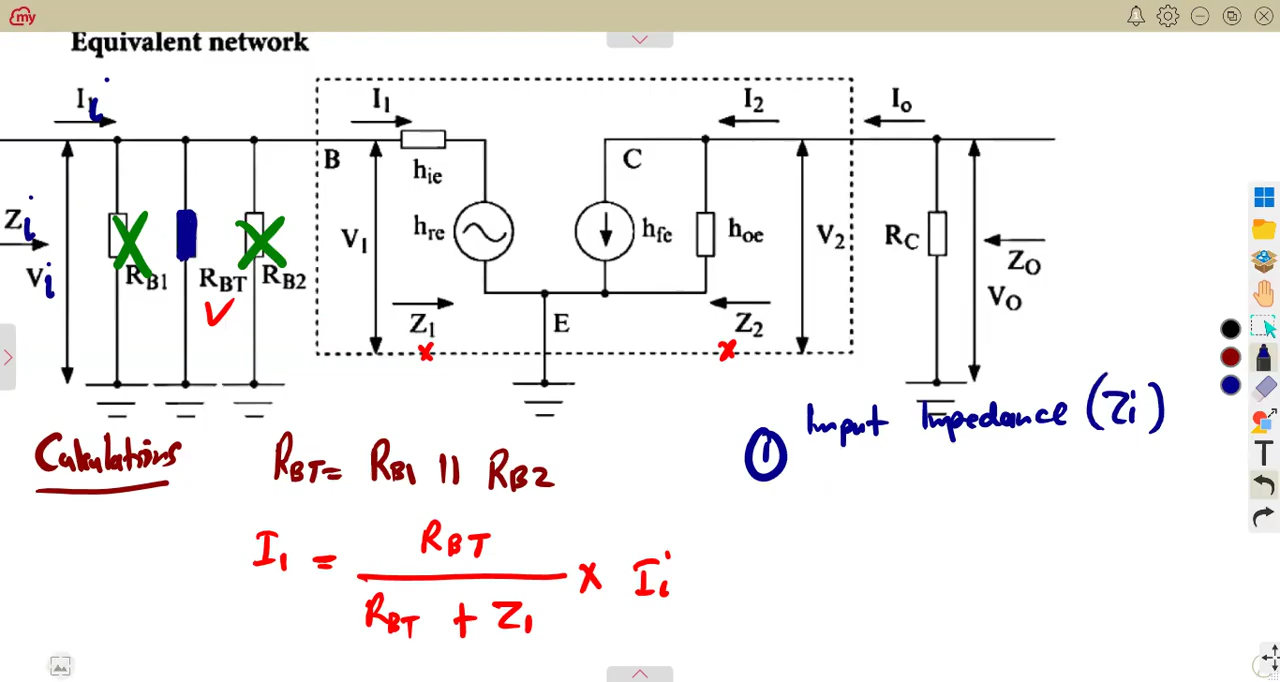 my
Equivalent network
Ii I1 I2 Io
B C
hie
Zi V1 hre hfe hoe V2 RC ZO
Vi RB1 RBT RB2 VO
Z1 E Z2
Input Impedance (Zi)
Calculations RBT= RB1 || RB2 1
I1 = RBT / RBT + Z1 × Ii
T